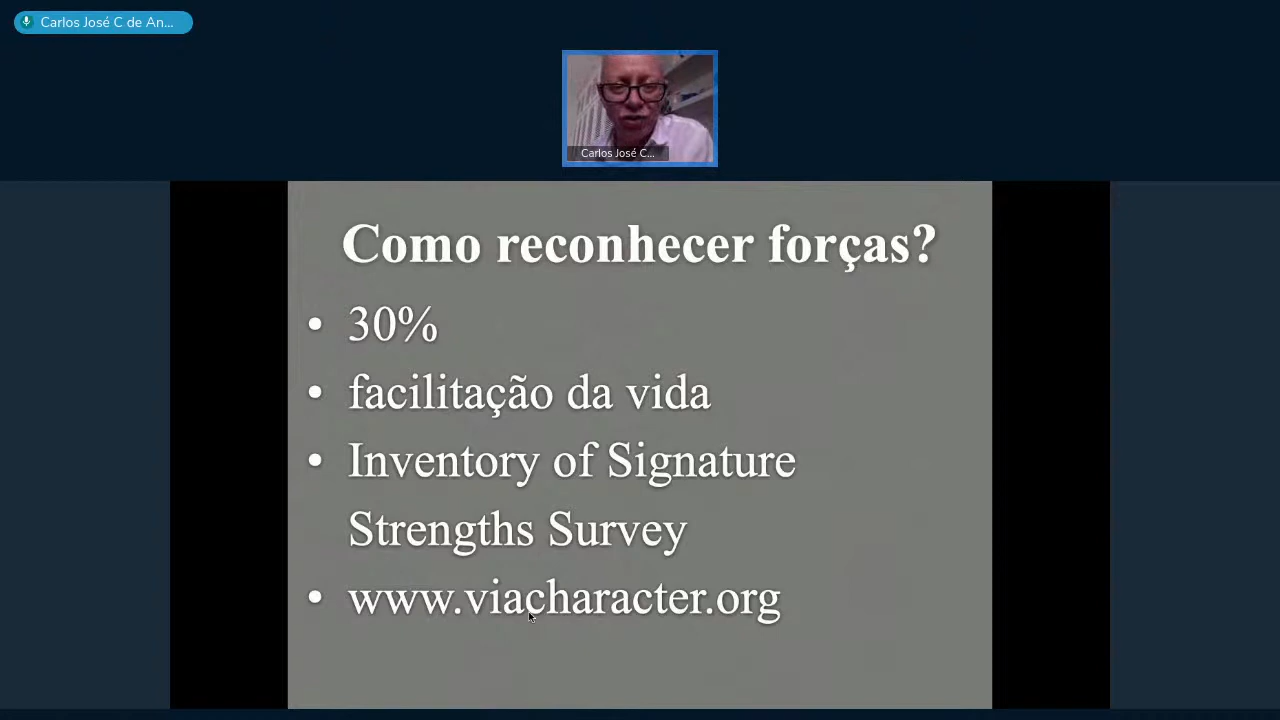 Carlos José C de An...
Carlos José C...
Como reconhecer forças?
• 30%
• facilitação da vida
• Inventory of Signature
Strengths Survey
• www.viacharacter.org